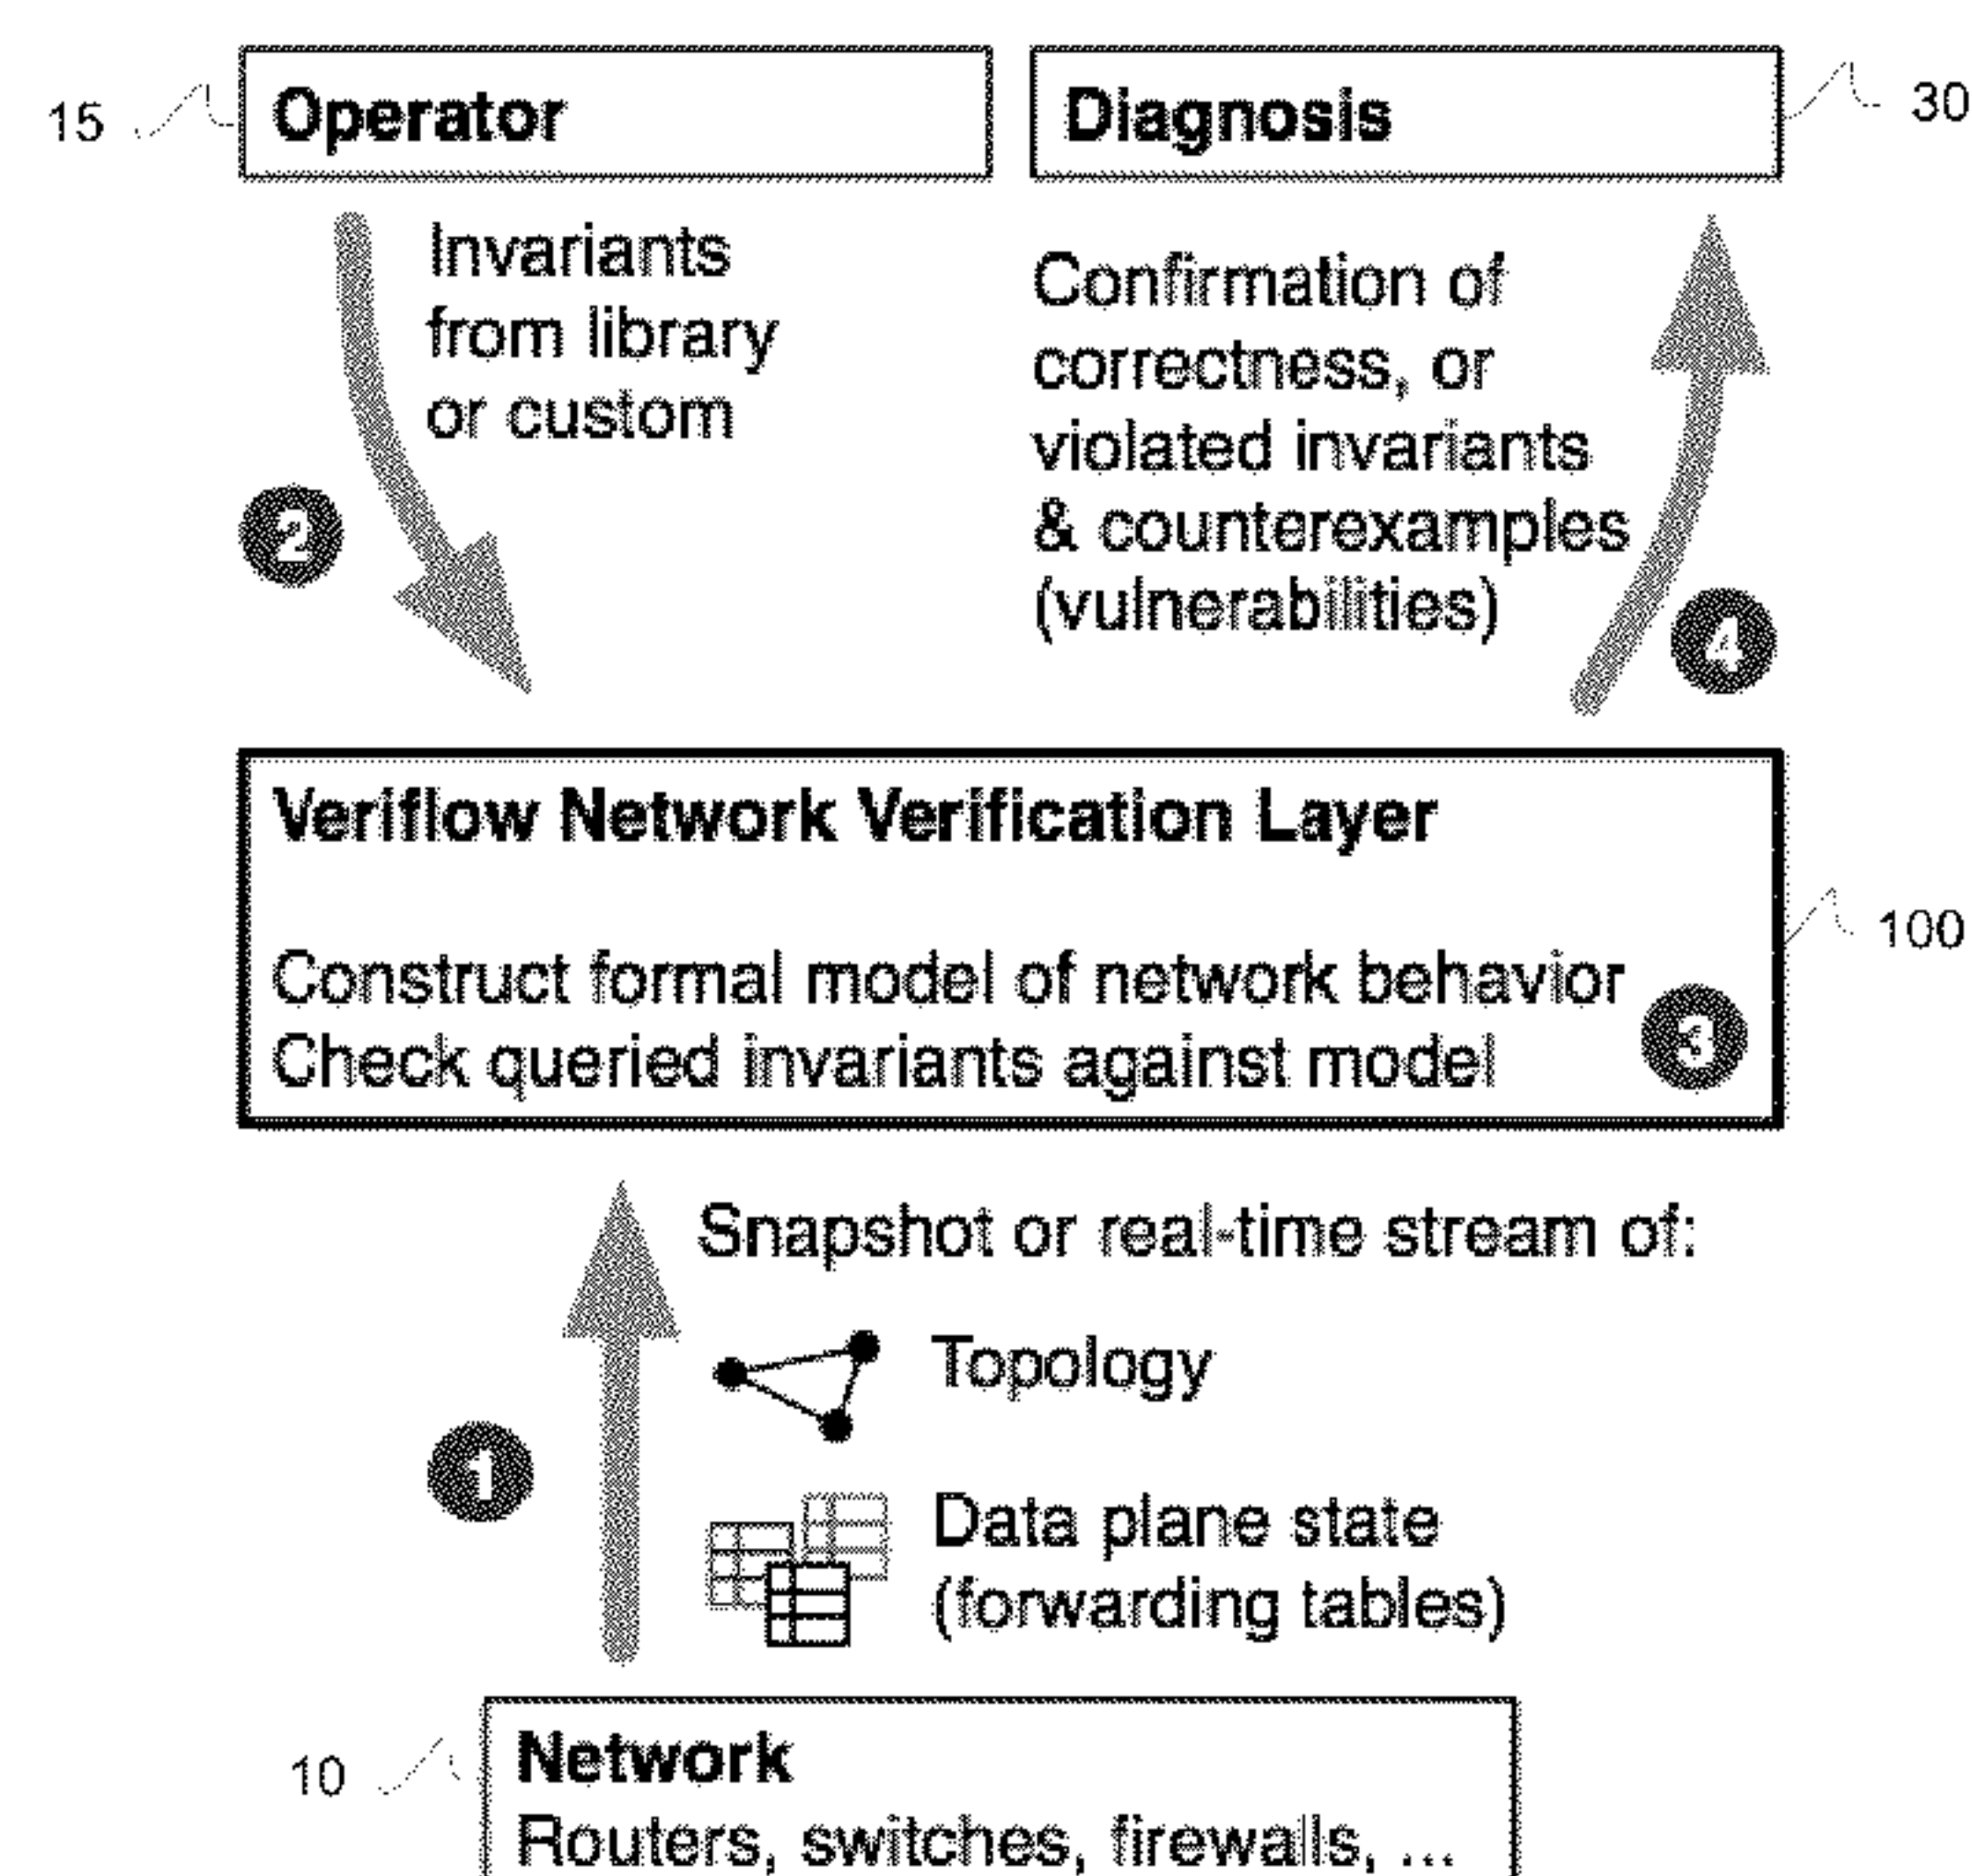 15
Operator
Diagnosis
30
Invariants
from library
or custom
2
Confirmation of
correctness, or
violated invariants
& counterexamples
(vulnerabilities)
4
Veriflow Network Verification Layer
100
Construct formal model of network behavior
Check queried invariants against model
3
Snapshot or real-time stream of:
Topology
1
Data plane state
(forwarding tables)
10
Network
Routers, switches, firewalls, ...